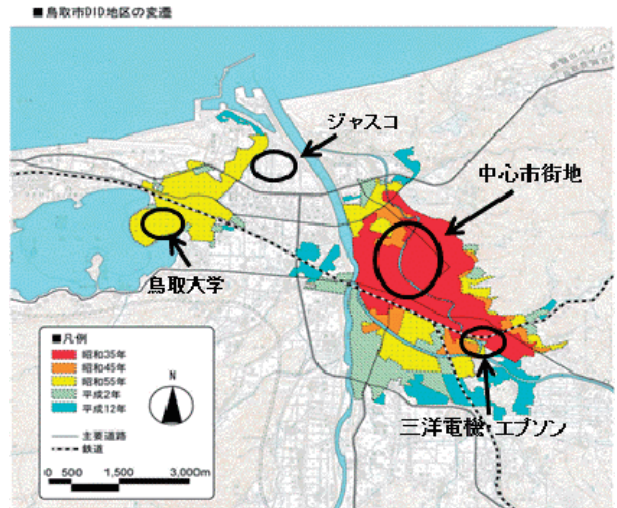 ■鳥取市DID地区の変遷
ジャスコ
中心市街地
鳥取大学
三洋電機・エプソン
■凡例
昭和35年
昭和45年
昭和55年
平成2年
平成12年
主要道路
鉄道
N
0 500 1,500 3,000m